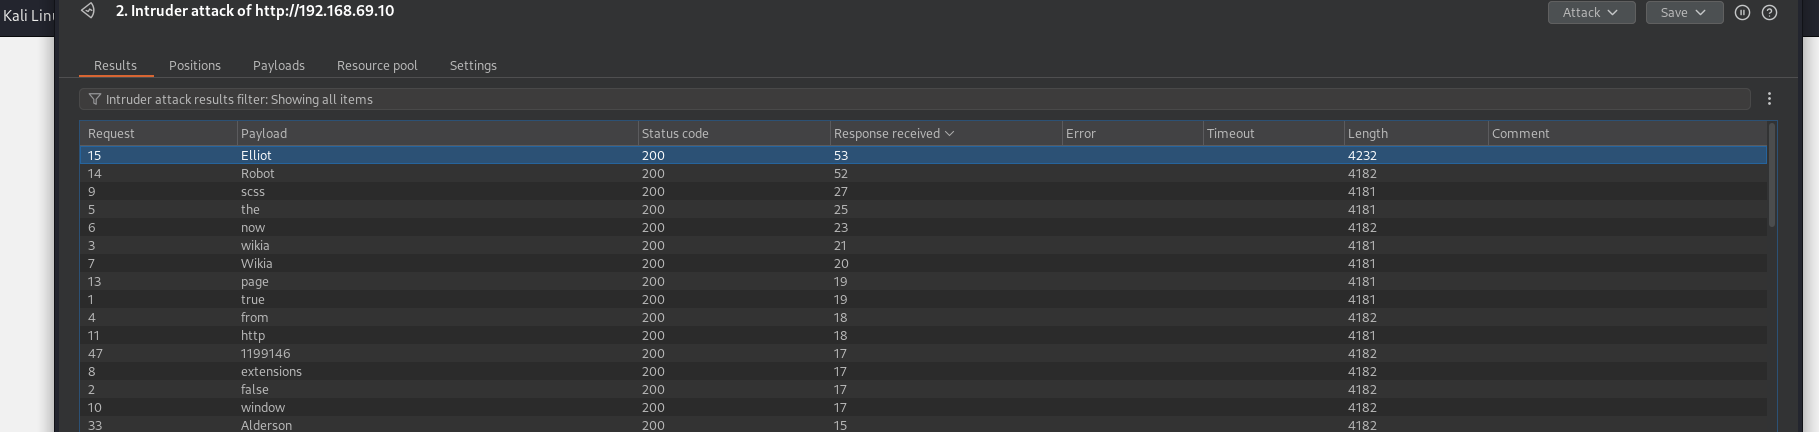 Kali Linu
2. Intruder attack of http://192.168.69.10
Attack
Save
Results Positions Payloads Resource pool Settings
Intruder attack results filter: Showing all items
Request Payload Status code Response received Error Timeout Length Comment
15 Elliot 200 53 4232
14 Robot 200 52 4182
9 scss 200 27 4181
5 the 200 25 4181
6 now 200 23 4182
3 wikia 200 21 4181
7 Wikia 200 20 4181
13 page 200 19 4181
1 true 200 19 4181
4 from 200 18 4182
11 http 200 18 4181
47 1199146 200 17 4182
8 extensions 200 17 4182
2 false 200 17 4182
10 window 200 17 4182
33 Alderson 200 15 4182